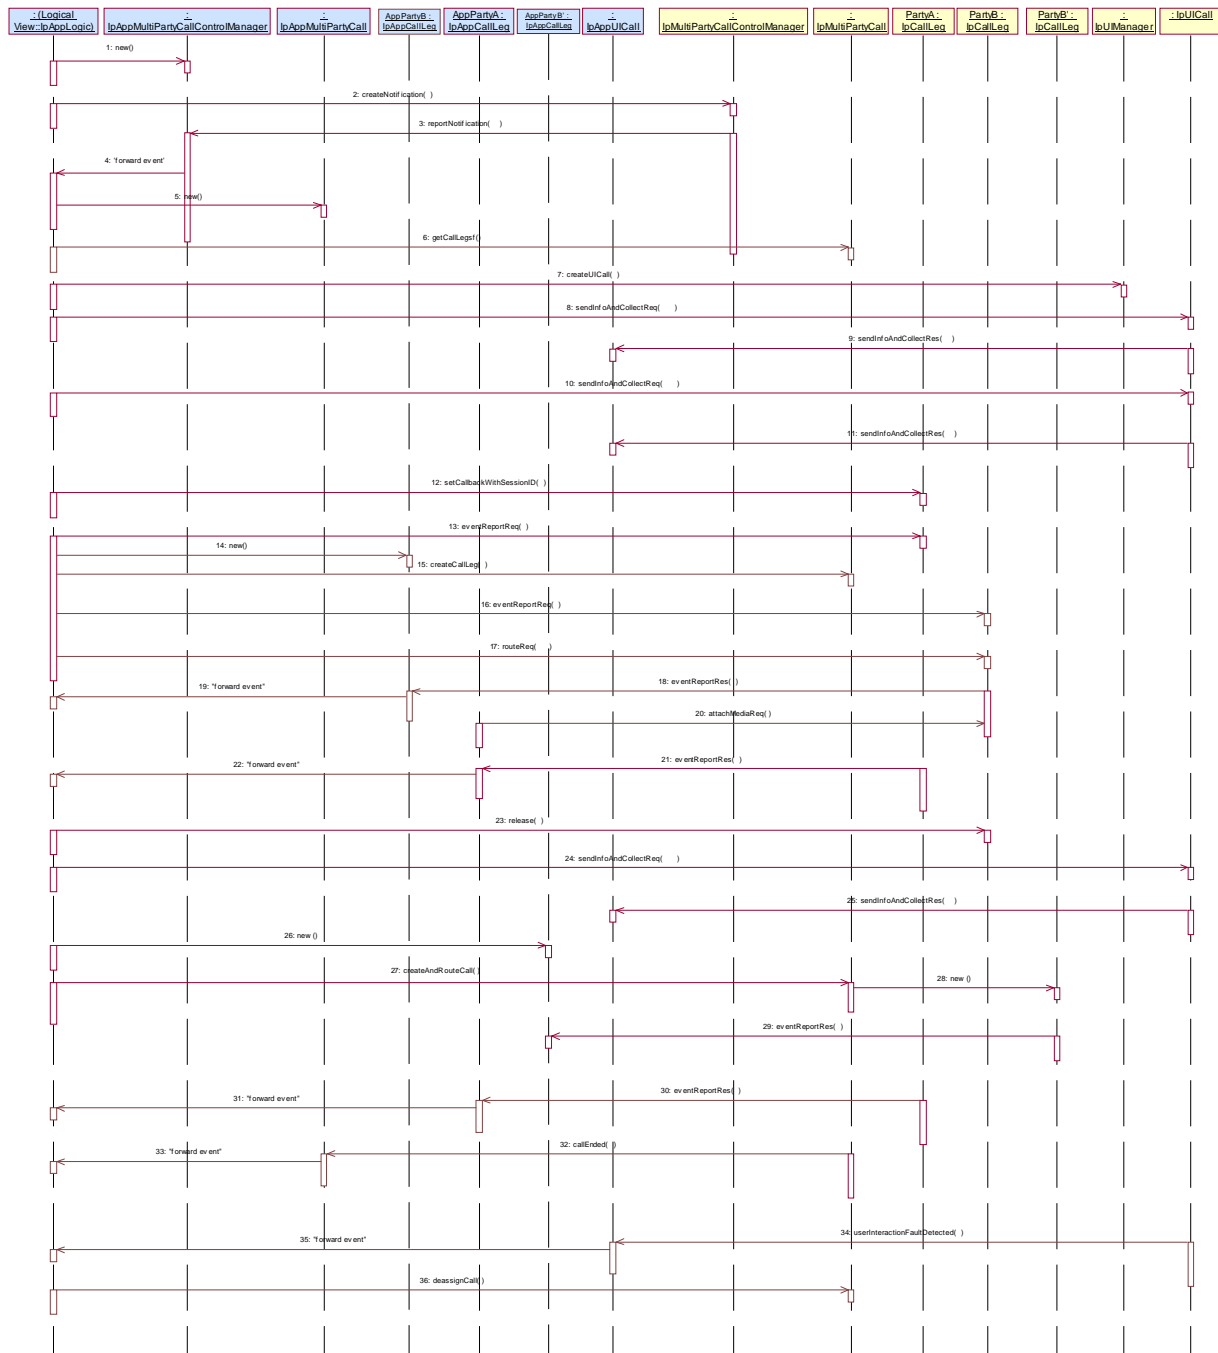 : (Logical
View::IpAppLogic)
:
IpAppMultiPartyCallControlManager
:
IpAppMultiPartyCall
AppPartyB :
IpAppCallLeg
AppPartyA :
IpAppCallLeg
AppPartyB' :
IpAppCallLeg
:
IpAppUICall
:
IpMultiPartyCallControlManager
:
IpMultiPartyCall
PartyA :
IpCallLeg
PartyB :
IpCallLeg
PartyB' :
IpCallLeg
:
IpUIManager
: IpUICall
1: new()
2: createNotification( )
3: reportNotification( )
4: 'forward event'
5: new()
6: getCallLegsf()
7: createUICall( )
8: sendInfoAndCollectReq( )
9: sendInfoAndCollectRes( )
10: sendInfoAndCollectReq( )
11: sendInfoAndCollectRes( )
12: setCallbackWithSessionID( )
13: eventReportReq( )
14: new()
15: createCallLeg( )
16: eventReportReq( )
17: routeReq( )
18: eventReportRes( )
19: "forward event"
20: attachMediaReq( )
21: eventReportRes( )
22: "forward event"
23: release( )
24: sendInfoAndCollectReq( )
25: sendInfoAndCollectRes( )
26: new ()
27: createAndRouteCall( )
28: new ()
29: eventReportRes( )
30: eventReportRes( )
31: "forward event"
32: callEnded( )
33: "forward event"
34: userInteractionFaultDetected( )
35: "forward event"
36: deassignCall( )